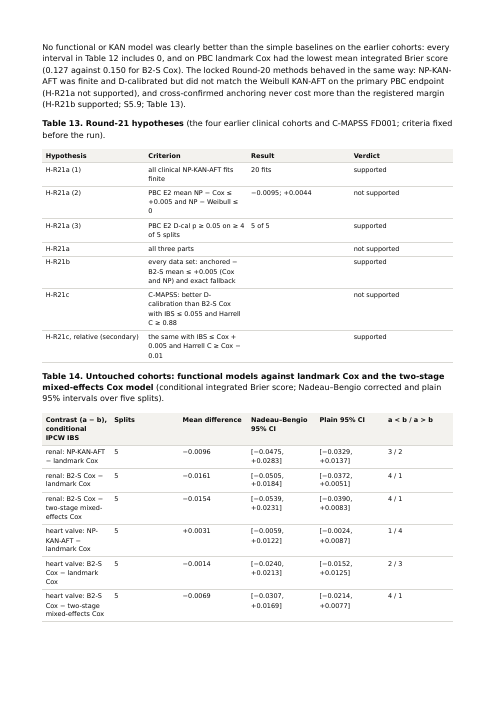 No functional or KAN model was clearly better than the simple baselines on the earlier cohorts: every
interval in Table 12 includes 0, and on PBC landmark Cox had the lowest mean integrated Brier score
(0.127 against 0.150 for B2-S Cox). The locked Round-20 methods behaved in the same way: NP-KAN-
AFT was finite and D-calibrated but did not match the Weibull KAN-AFT on the primary PBC endpoint
(H-R21a not supported), and cross-confirmed anchoring never cost more than the registered margin
(H-R21b supported; S5.9; Table 13).
Table 13. Round-21 hypotheses (the four earlier clinical cohorts and C-MAPSS FD001; criteria fixed
before the run).
Hypothesis Criterion Result Verdict
H-R21a (1) all clinical NP-KAN-AFT fits 20 fits supported
finite
H-R21a (2) PBC E2 mean NP − Cox ≤ −0.0095; +0.0044 not supported
+0.005 and NP − Weibull ≤
0
H-R21a (3) PBC E2 D-cal p ≥ 0.05 on ≥ 4 5 of 5 supported
of 5 splits
H-R21a all three parts not supported
H-R21b every data set: anchored − supported
B2-S mean ≤ +0.005 (Cox
and NP) and exact fallback
H-R21c C-MAPSS: better D- not supported
calibration than B2-S Cox
with IBS ≤ 0.055 and Harrell
C ≥ 0.88
H-R21c, relative (secondary) the same with IBS ≤ Cox + supported
0.005 and Harrell C ≥ Cox −
0.01
Table 14. Untouched cohorts: functional models against landmark Cox and the two-stage
mixed-effects Cox model (conditional integrated Brier score; Nadeau–Bengio corrected and plain
95% intervals over five splits).
Contrast (a − b), Splits Mean difference Nadeau–Bengio Plain 95% CI a < b / a > b
conditional 95% CI
IPCW IBS
renal: NP-KAN-AFT 5 −0.0096 [−0.0475, [−0.0329, 3 / 2
− landmark Cox +0.0283] +0.0137]
renal: B2-S Cox − 5 −0.0161 [−0.0505, [−0.0372, 4 / 1
landmark Cox +0.0184] +0.0051]
renal: B2-S Cox − 5 −0.0154 [−0.0539, [−0.0390, 4 / 1
two-stage mixed- +0.0231] +0.0083]
effects Cox
heart valve: NP- 5 +0.0031 [−0.0059, [−0.0024, 1 / 4
KAN-AFT − +0.0122] +0.0087]
landmark Cox
heart valve: B2-S 5 −0.0014 [−0.0240, [−0.0152, 2 / 3
Cox − landmark +0.0213] +0.0125]
Cox
heart valve: B2-S 5 −0.0069 [−0.0307, [−0.0214, 4 / 1
Cox − two-stage +0.0169] +0.0077]
mixed-effects Cox